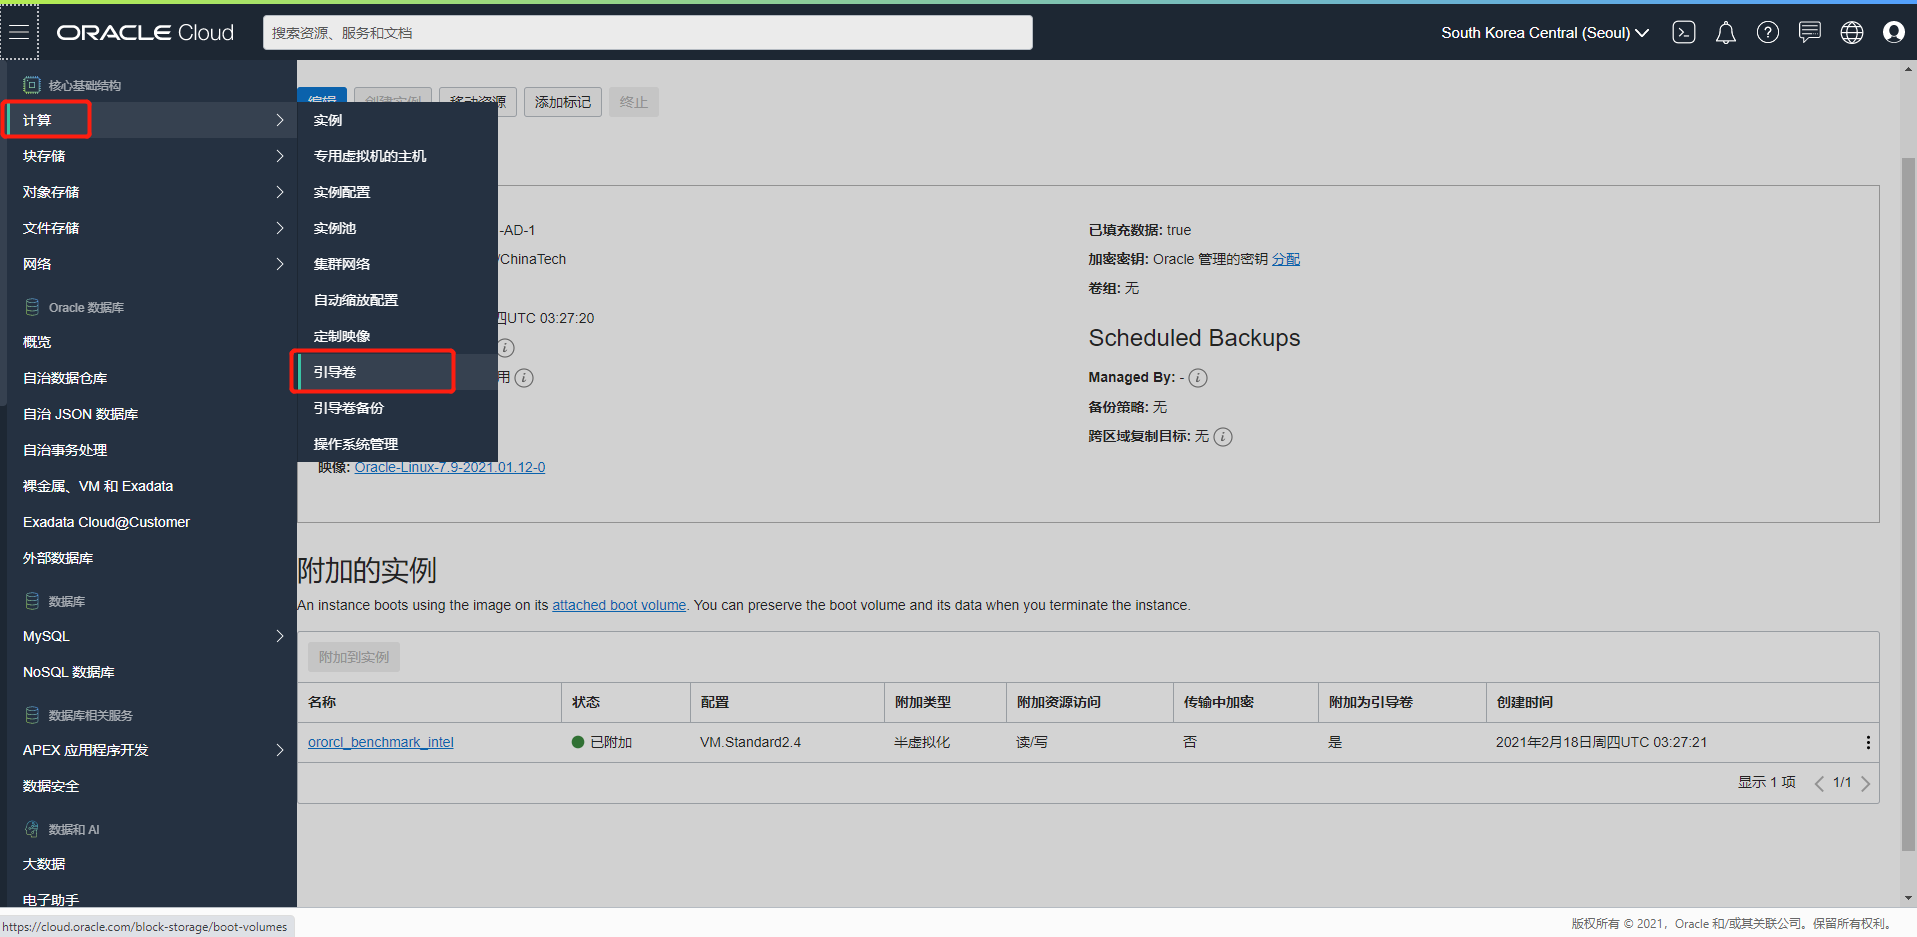 ORACLE Cloud
搜索资源、服务和文档
South Korea Central (Seoul)
核心基础结构
计算
块存储
对象存储
文件存储
网络
Oracle 数据库
概览
自治数据仓库
自治 JSON 数据库
自治事务处理
裸金属、VM 和 Exadata
Exadata Cloud@Customer
外部数据库
数据库
MySQL
NoSQL 数据库
数据库相关服务
APEX 应用程序开发
数据安全
数据和 AI
大数据
电子助手
实例
专用虚拟机的主机
实例配置
实例池
集群网络
自动缩放配置
定制映像
引导卷
引导卷备份
操作系统管理
编辑
创建实例
移动资源
添加标记
终止
-AD-1
/ChinaTech
四UTC 03:27:20
用
映像: Oracle-Linux-7.9-2021.01.12-0
已填充数据: true
加密密钥: Oracle 管理的密钥 分配
卷组: 无
Scheduled Backups
Managed By: -
备份策略: 无
跨区域复制目标: 无
附加的实例
An instance boots using the image on its attached boot volume. You can preserve the boot volume and its data when you terminate the instance.
附加到实例
名称 状态 配置 附加类型 附加资源访问 传输中加密 附加为引导卷 创建时间
ororcl_benchmark_intel 已附加 VM.Standard2.4 半虚拟化 读/写 否 是 2021年2月18日周四UTC 03:27:21
显示 1 项 1/1
https://cloud.oracle.com/block-storage/boot-volumes
版权所有 © 2021，Oracle 和/或其关联公司。保留所有权利。